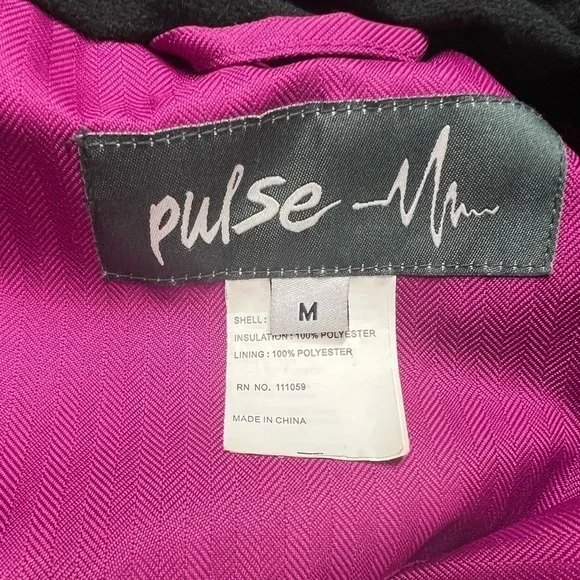 pulse
M
SHELL:
INSULATION: 100% POLYESTER
LINING: 100% POLYESTER
RN NO. 111059
MADE IN CHINA